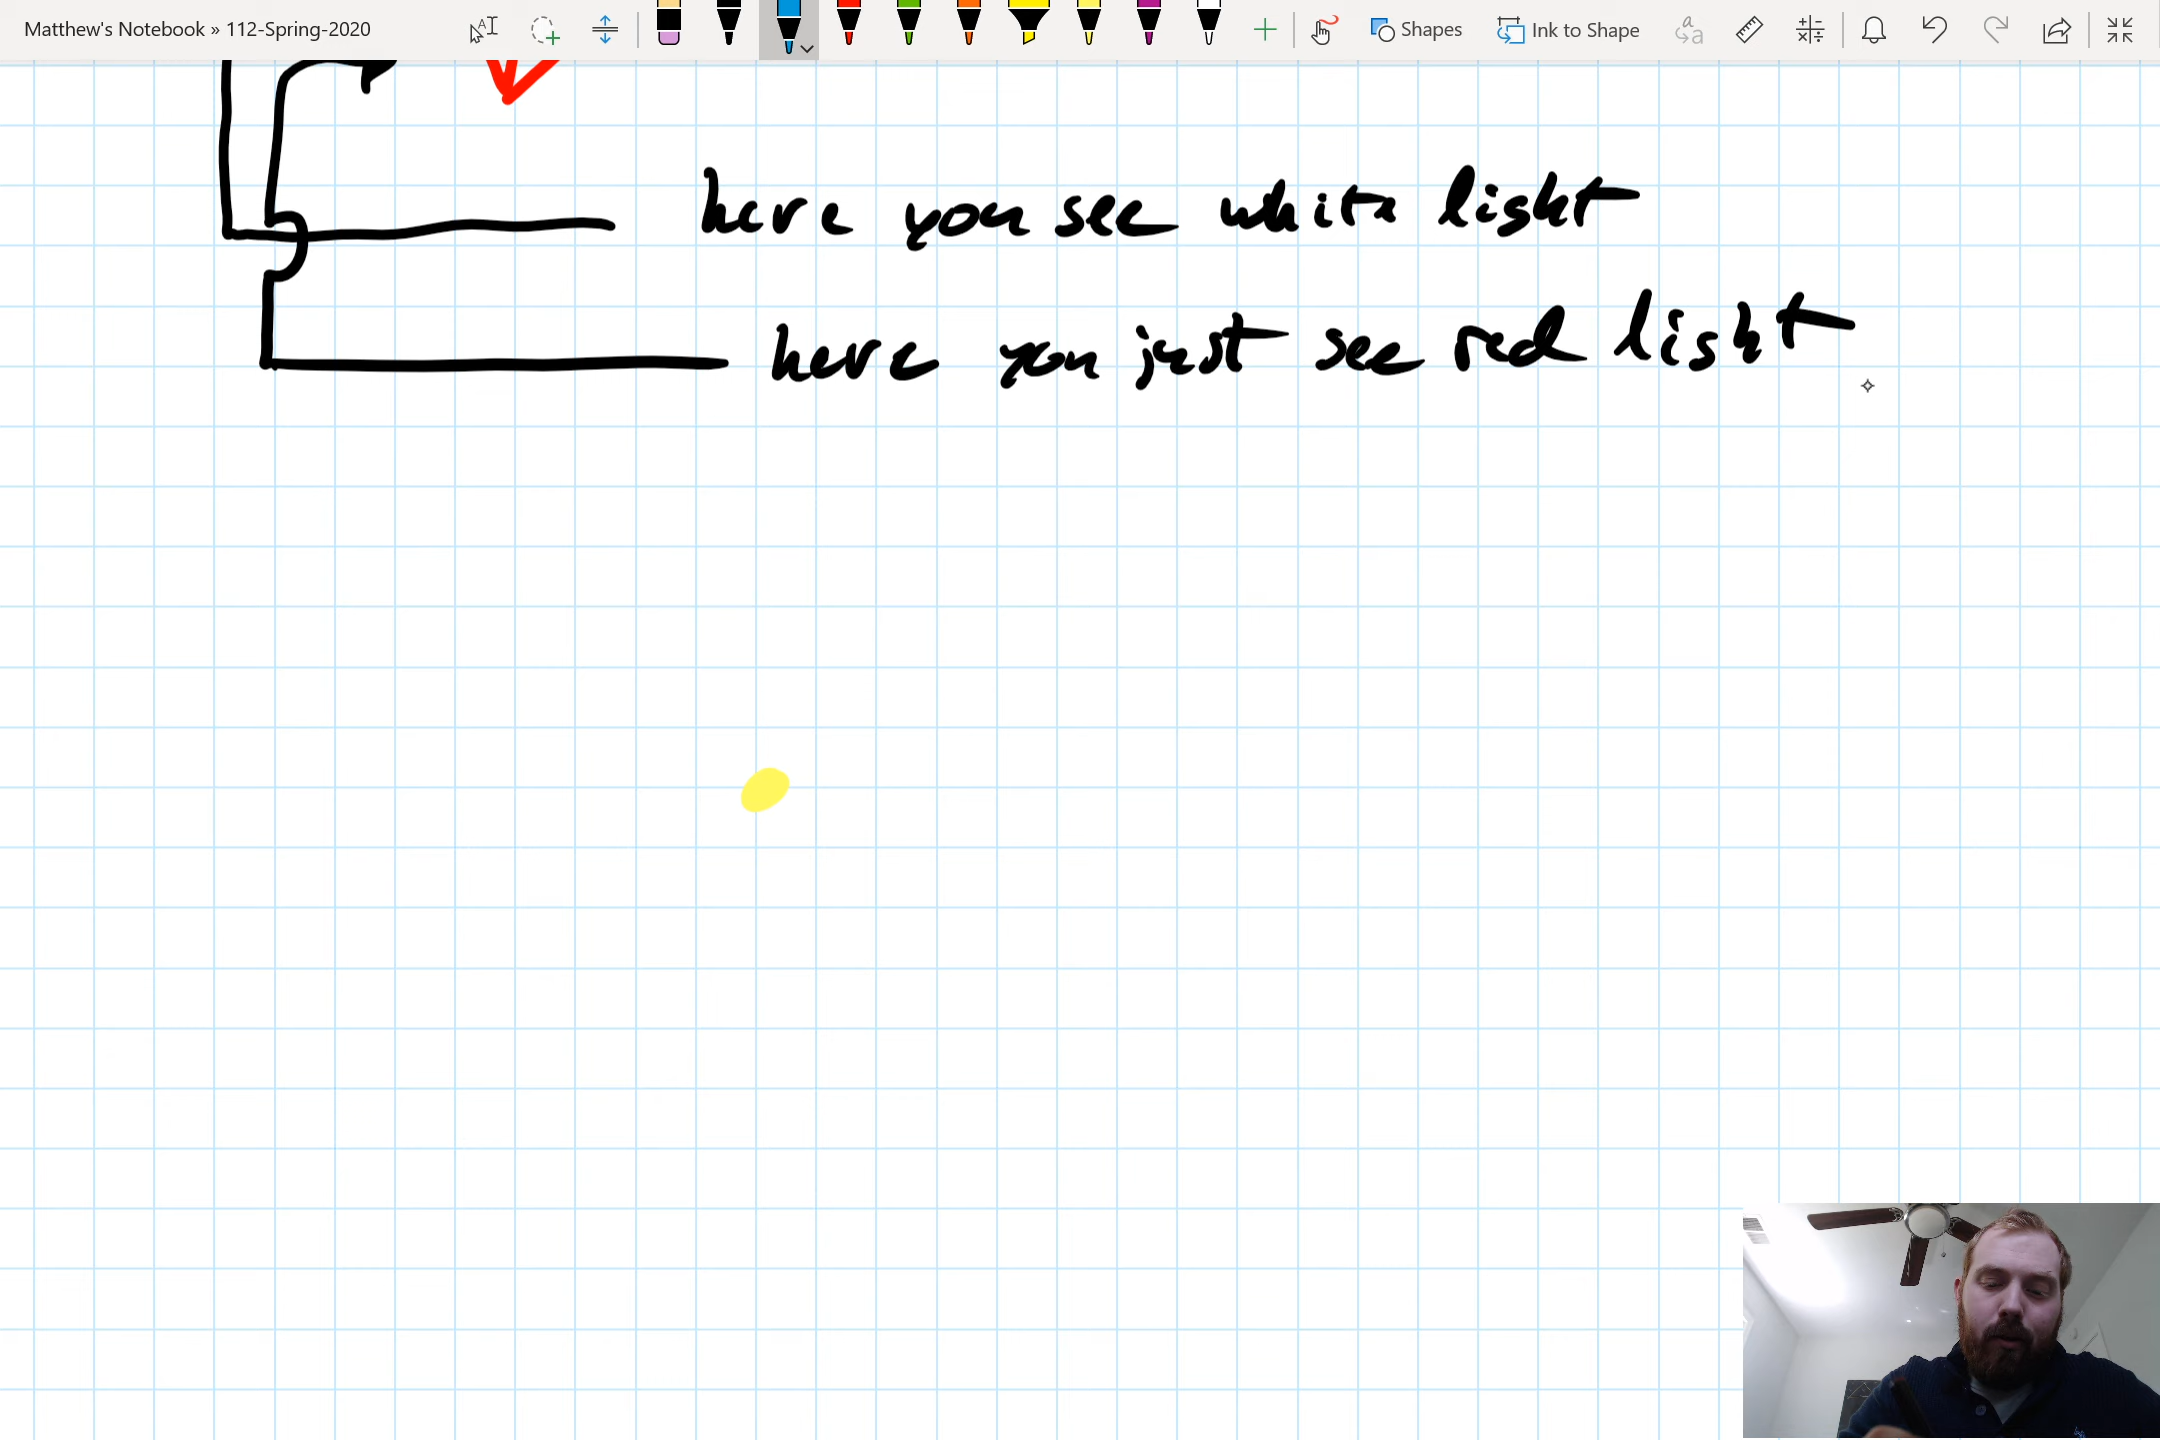 Matthew's Notebook » 112-Spring-2020 Shapes Ink to Shape
here you see white light
here you just see red light